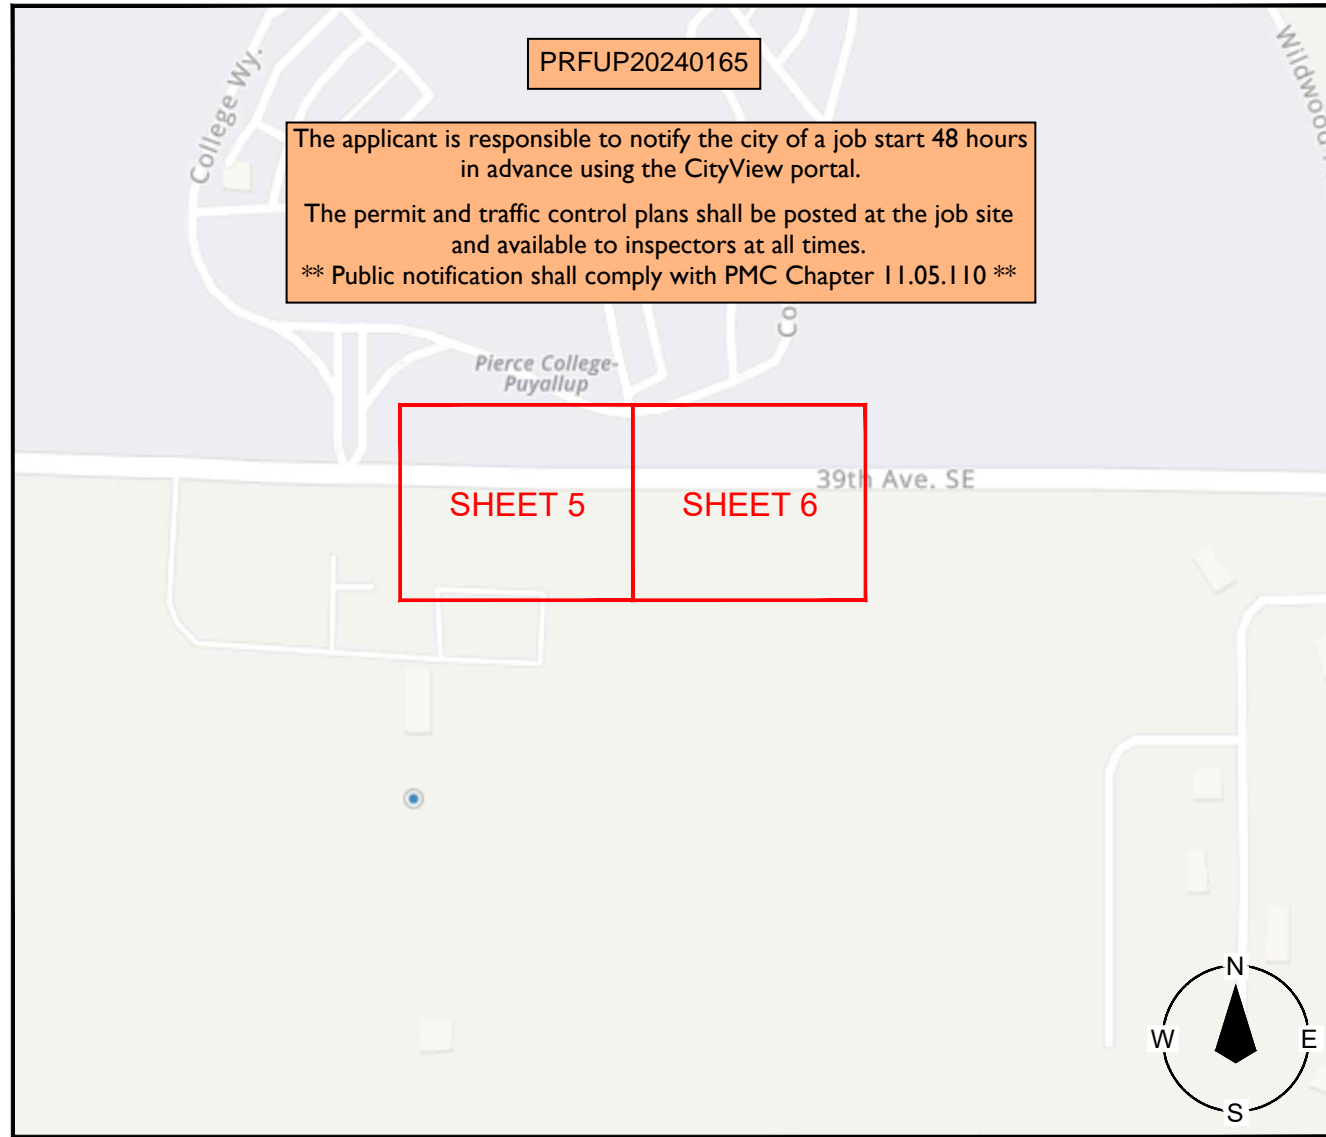 PRFUP20240165
College Wy.
Wildwood
The applicant is responsible to notify the city of a job start 48 hours
in advance using the CityView portal.
The permit and traffic control plans shall be posted at the job site
and available to inspectors at all times.
** Public notification shall comply with PMC Chapter 11.05.110 **
Co
Pierce College-
Puyallup
39th Ave. SE
SHEET 5
SHEET 6
N
W
E
S